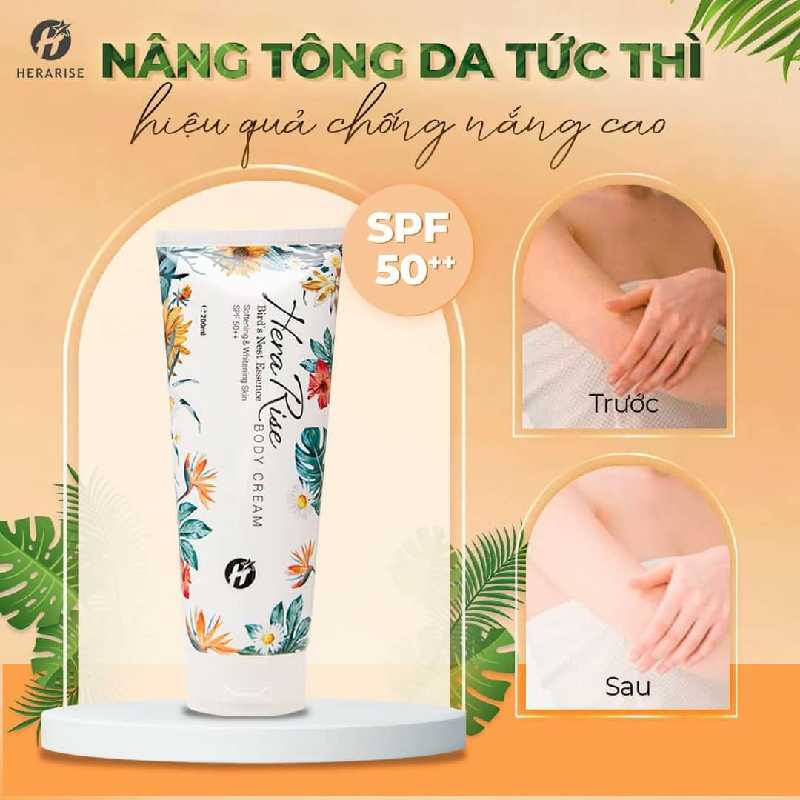 HERARISE
NÂNG TÔNG DA TỨC THÌ
hiệu quả chống nắng cao
SPF
50++
Hera Rise
Bird's Nest Essence
BODY CREAM
Softening & Whitening Skin
SPF 50++
℮ 200ml
Trước
Sau